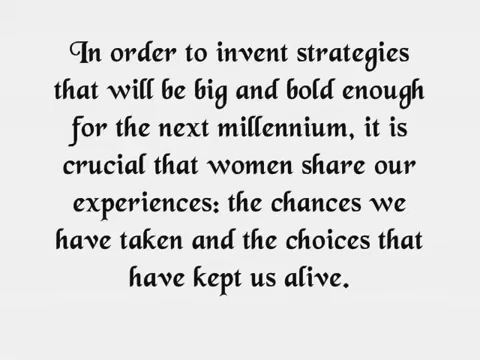 In order to invent strategies
that will be big and bold enough
for the next millennium, it is
crucial that women share our
experiences: the chances we
have taken and the choices that
have kept us alive.